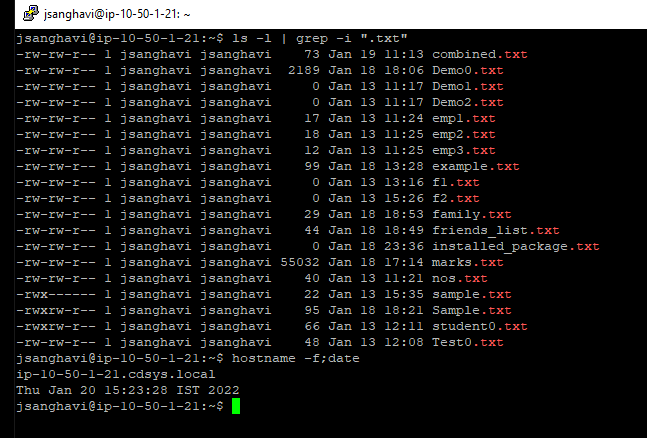 jsanghavi@ip-10-50-1-21: ~
jsanghavi@ip-10-50-1-21:~$ ls -l | grep -i ".txt"
-rw-rw-r-- 1 jsanghavi jsanghavi    73 Jan 19 11:13 combined.txt
-rw-rw-r-- 1 jsanghavi jsanghavi  2189 Jan 18 18:06 Demo0.txt
-rw-rw-r-- 1 jsanghavi jsanghavi     0 Jan 13 11:17 Demo1.txt
-rw-rw-r-- 1 jsanghavi jsanghavi     0 Jan 13 11:17 Demo2.txt
-rw-rw-r-- 1 jsanghavi jsanghavi    17 Jan 13 11:24 emp1.txt
-rw-rw-r-- 1 jsanghavi jsanghavi    18 Jan 13 11:25 emp2.txt
-rw-rw-r-- 1 jsanghavi jsanghavi    12 Jan 13 11:25 emp3.txt
-rw-rw-r-- 1 jsanghavi jsanghavi    99 Jan 18 13:28 example.txt
-rw-rw-r-- 1 jsanghavi jsanghavi     0 Jan 13 13:16 f1.txt
-rw-rw-r-- 1 jsanghavi jsanghavi     0 Jan 13 15:26 f2.txt
-rw-rw-r-- 1 jsanghavi jsanghavi    29 Jan 18 18:53 family.txt
-rw-rw-r-- 1 jsanghavi jsanghavi    44 Jan 18 18:49 friends_list.txt
-rw-rw-r-- 1 jsanghavi jsanghavi     0 Jan 18 23:36 installed_package.txt
-rw-rw-r-- 1 jsanghavi jsanghavi 55032 Jan 18 17:14 marks.txt
-rw-rw-r-- 1 jsanghavi jsanghavi    40 Jan 13 11:21 nos.txt
-rwx------ 1 jsanghavi jsanghavi    22 Jan 13 15:35 sample.txt
-rwxrw-r-- 1 jsanghavi jsanghavi    95 Jan 18 18:21 Sample.txt
-rwxrw-r-- 1 jsanghavi jsanghavi    66 Jan 13 12:11 student0.txt
-rw-rw-r-- 1 jsanghavi jsanghavi    48 Jan 13 12:08 Test0.txt
jsanghavi@ip-10-50-1-21:~$ hostname -f;date
ip-10-50-1-21.cdsys.local
Thu Jan 20 15:23:28 IST 2022
jsanghavi@ip-10-50-1-21:~$